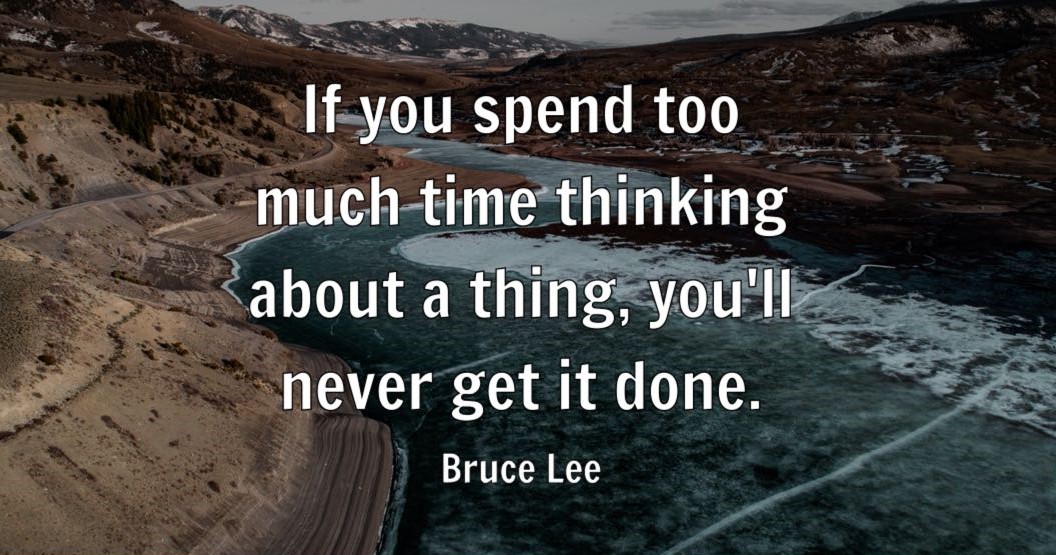 If you spend too
much time thinking
about a thing, you'll
never get it done.
Bruce Lee